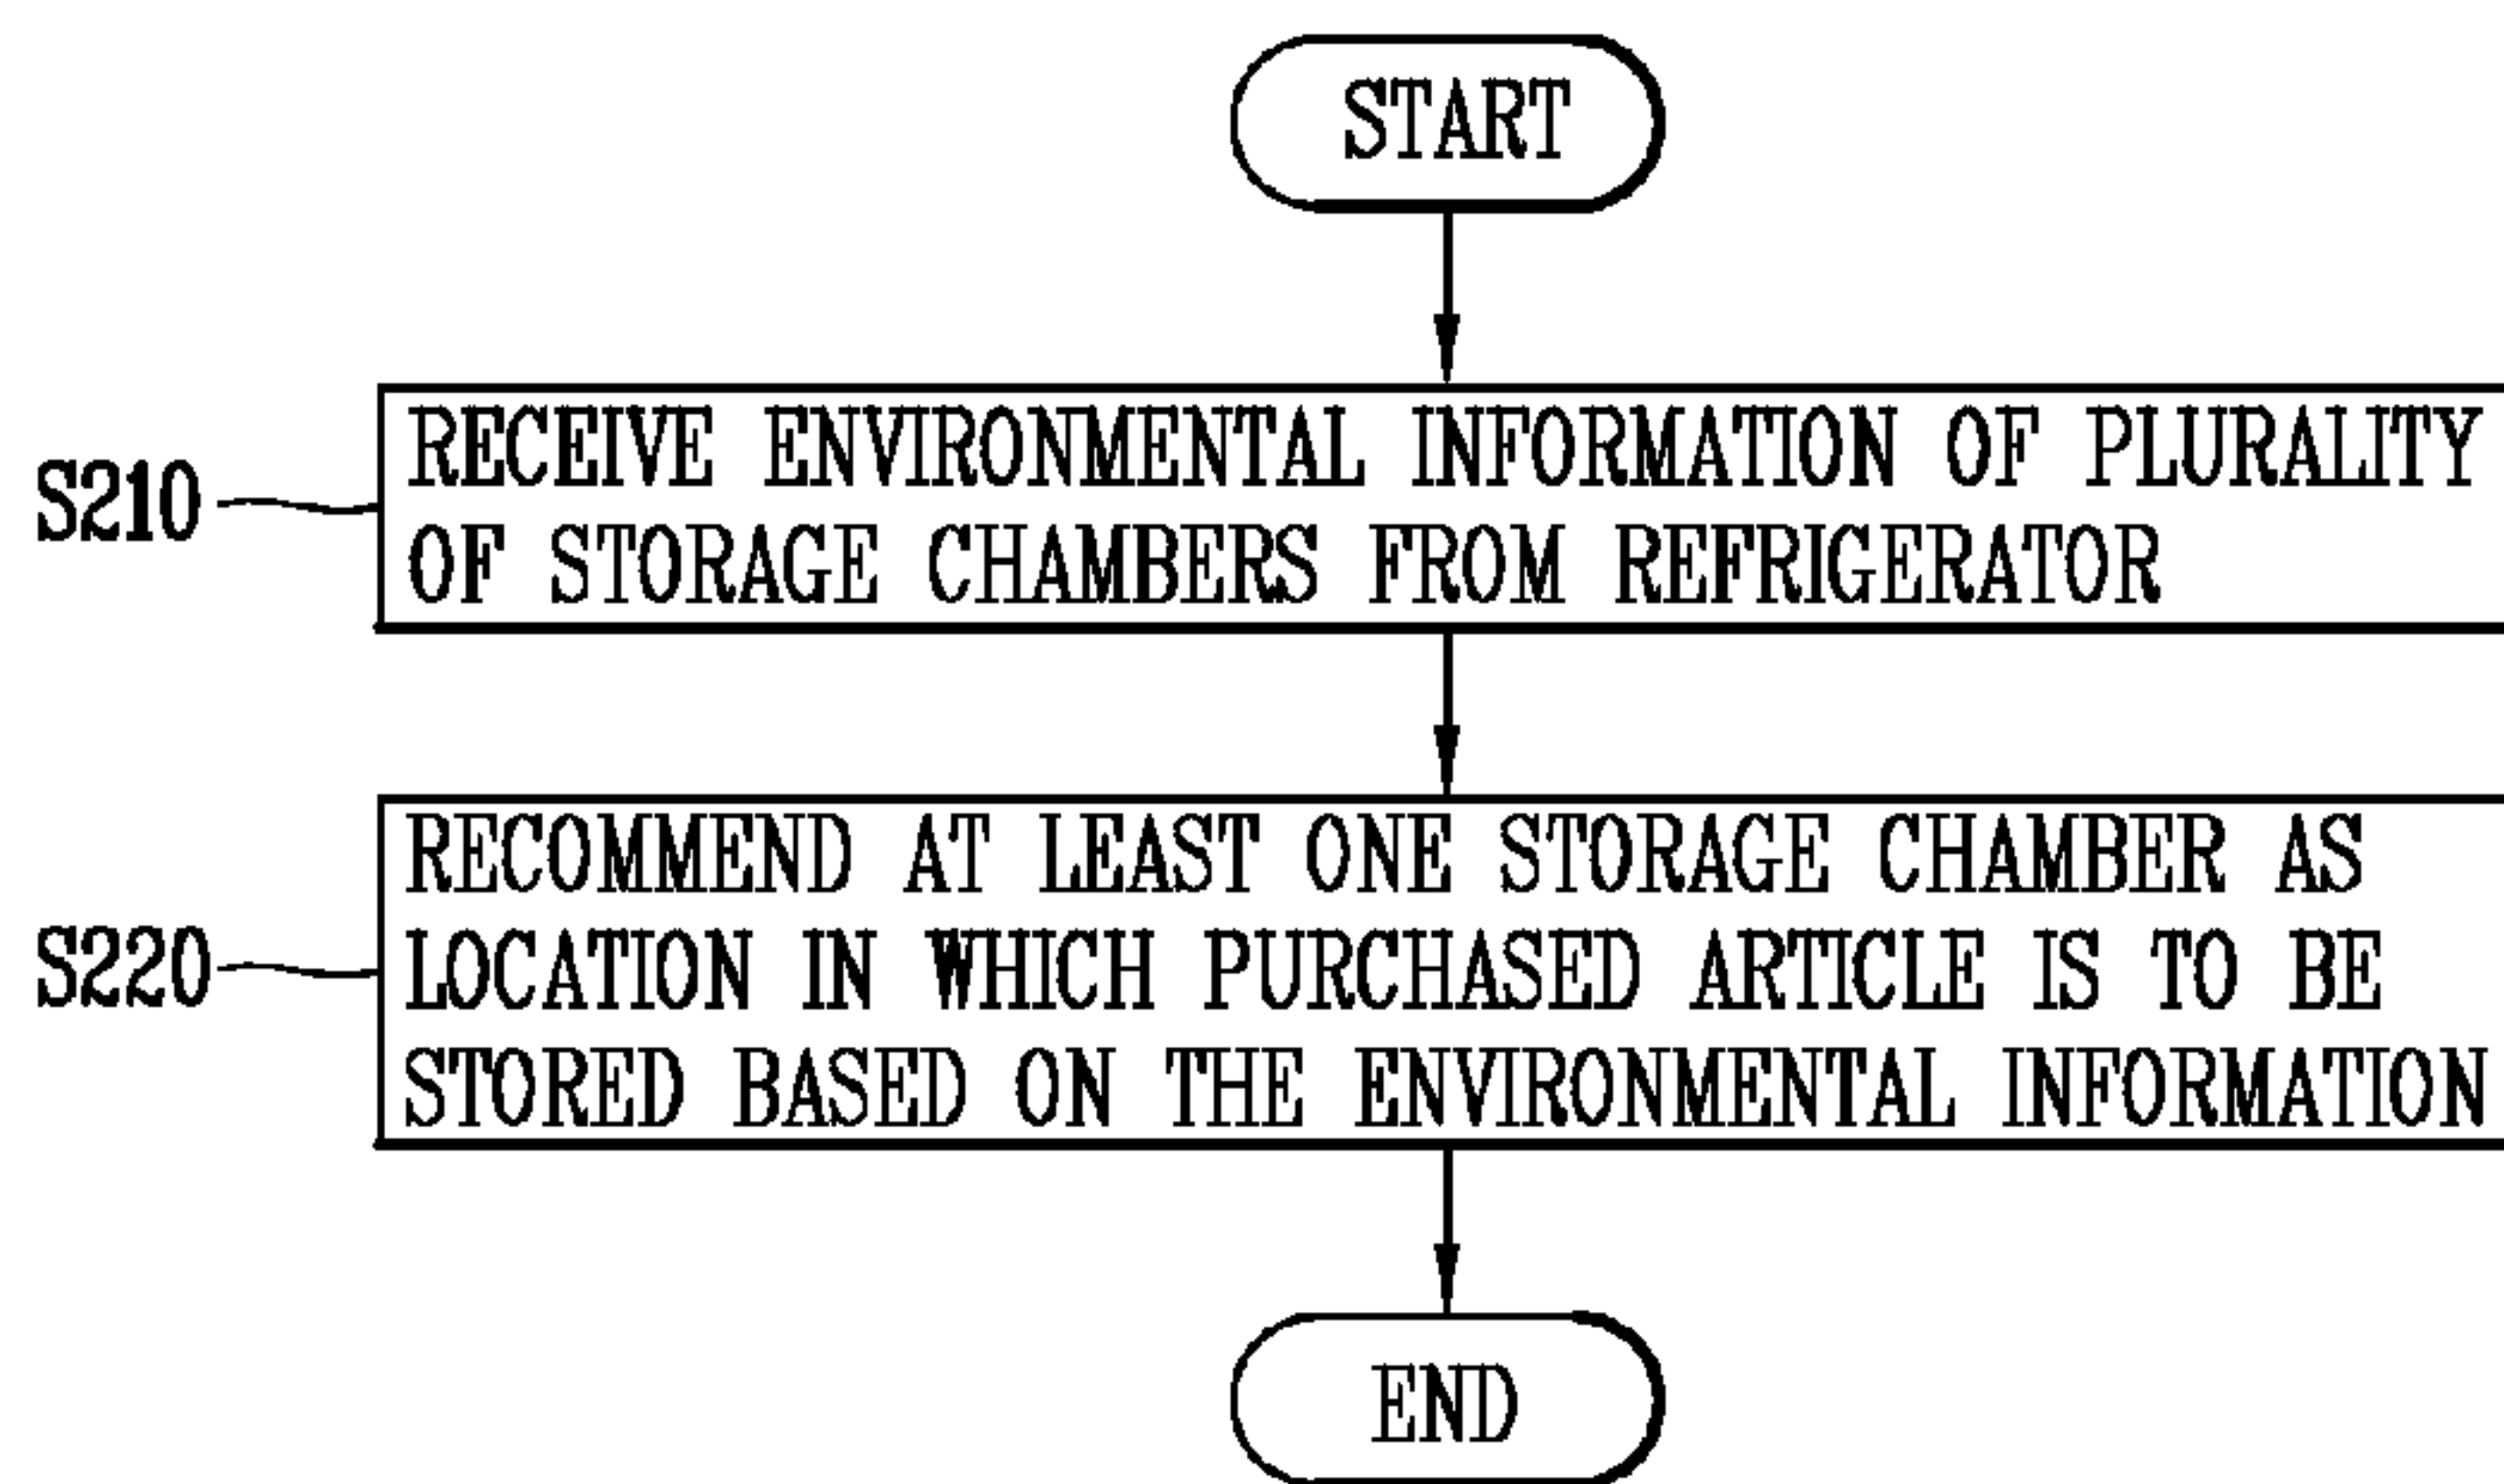 START
S210
RECEIVE ENVIRONMENTAL INFORMATION OF PLURALITY
OF STORAGE CHAMBERS FROM REFRIGERATOR
S220
RECOMMEND AT LEAST ONE STORAGE CHAMBER AS
LOCATION IN WHICH PURCHASED ARTICLE IS TO BE
STORED BASED ON THE ENVIRONMENTAL INFORMATION
END